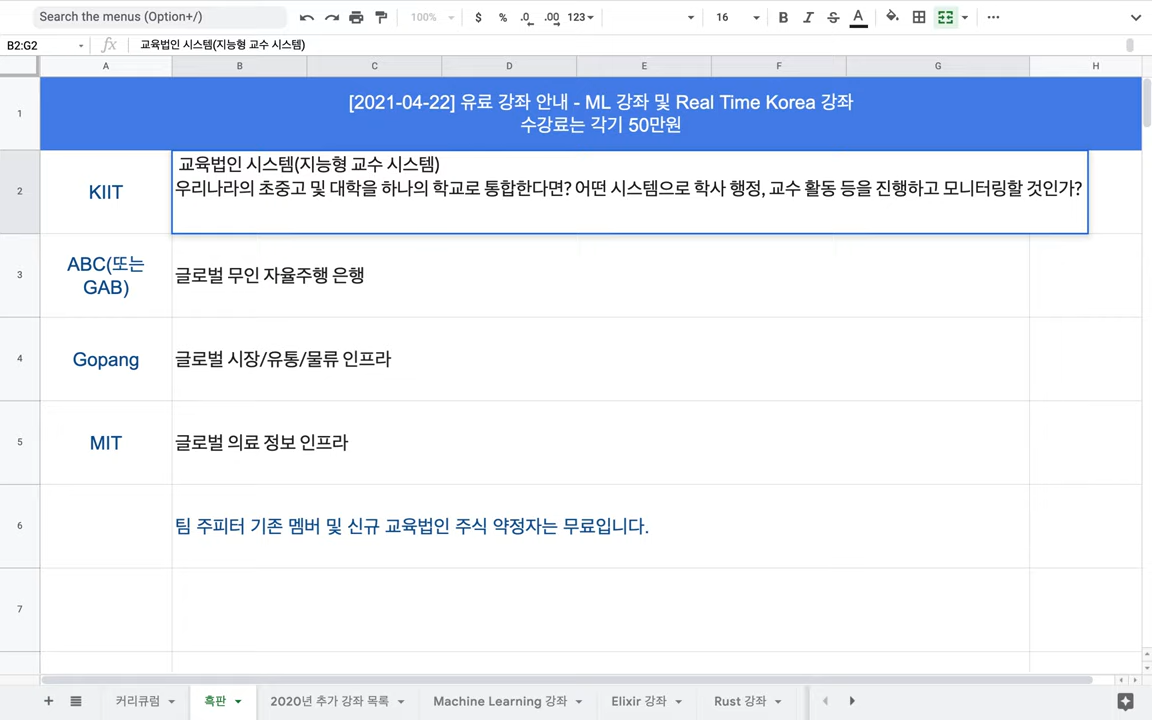 Search the menus (Option+/)
100%
$ % .0 .00 123
16
B I S A
B2:G2
fx
교육법인 시스템(지능형 교수 시스템)
A B C D E F G H
1
[2021-04-22] 유료 강좌 안내 - ML 강좌 및 Real Time Korea 강좌
수강료는 각기 50만원
2
KIIT
교육법인 시스템(지능형 교수 시스템)
우리나라의 초중고 및 대학을 하나의 학교로 통합한다면? 어떤 시스템으로 학사 행정, 교수 활동 등을 진행하고 모니터링할 것인가?
3
ABC(또는
GAB)
글로벌 무인 자율주행 은행
4
Gopang
글로벌 시장/유통/물류 인프라
5
MIT
글로벌 의료 정보 인프라
6
팀 주피터 기존 멤버 및 신규 교육법인 주식 약정자는 무료입니다.
7
커리큐럼
흑판
2020년 추가 강좌 목록
Machine Learning 강좌
Elixir 강좌
Rust 강좌